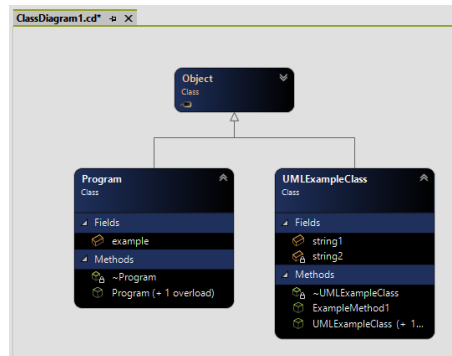 ClassDiagram1.cd*
Object
Class
Program
Class
Fields
example
Methods
~Program
Program (+ 1 overload)
UMLExampleClass
Class
Fields
string1
string2
Methods
~UMLExampleClass
ExampleMethod1
UMLExampleClass (+ 1...